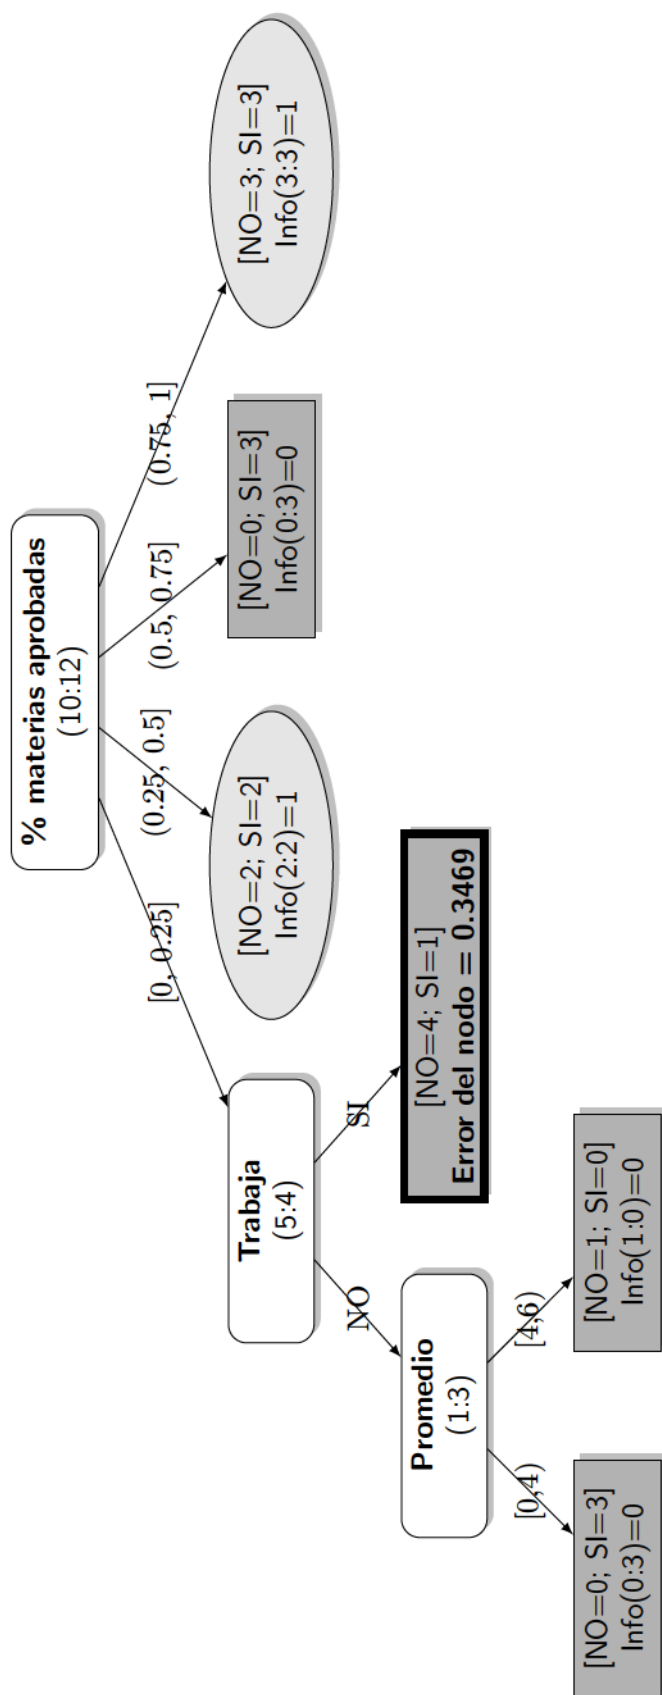 % materias aprobadas
(10:12)
[0, 0.25]
(0.25, 0.5]
(0.5, 0.75]
(0.75, 1]
Trabaja
(5:4)
[NO=2; SI=2]
Info(2:2)=1
[NO=0; SI=3]
Info(0:3)=0
[NO=3; SI=3]
Info(3:3)=1
NO
SI
Promedio
(1:3)
[NO=4; SI=1]
Error del nodo = 0.3469
[0,4)
[4,6)
[NO=0; SI=3]
Info(0:3)=0
[NO=1; SI=0]
Info(1:0)=0